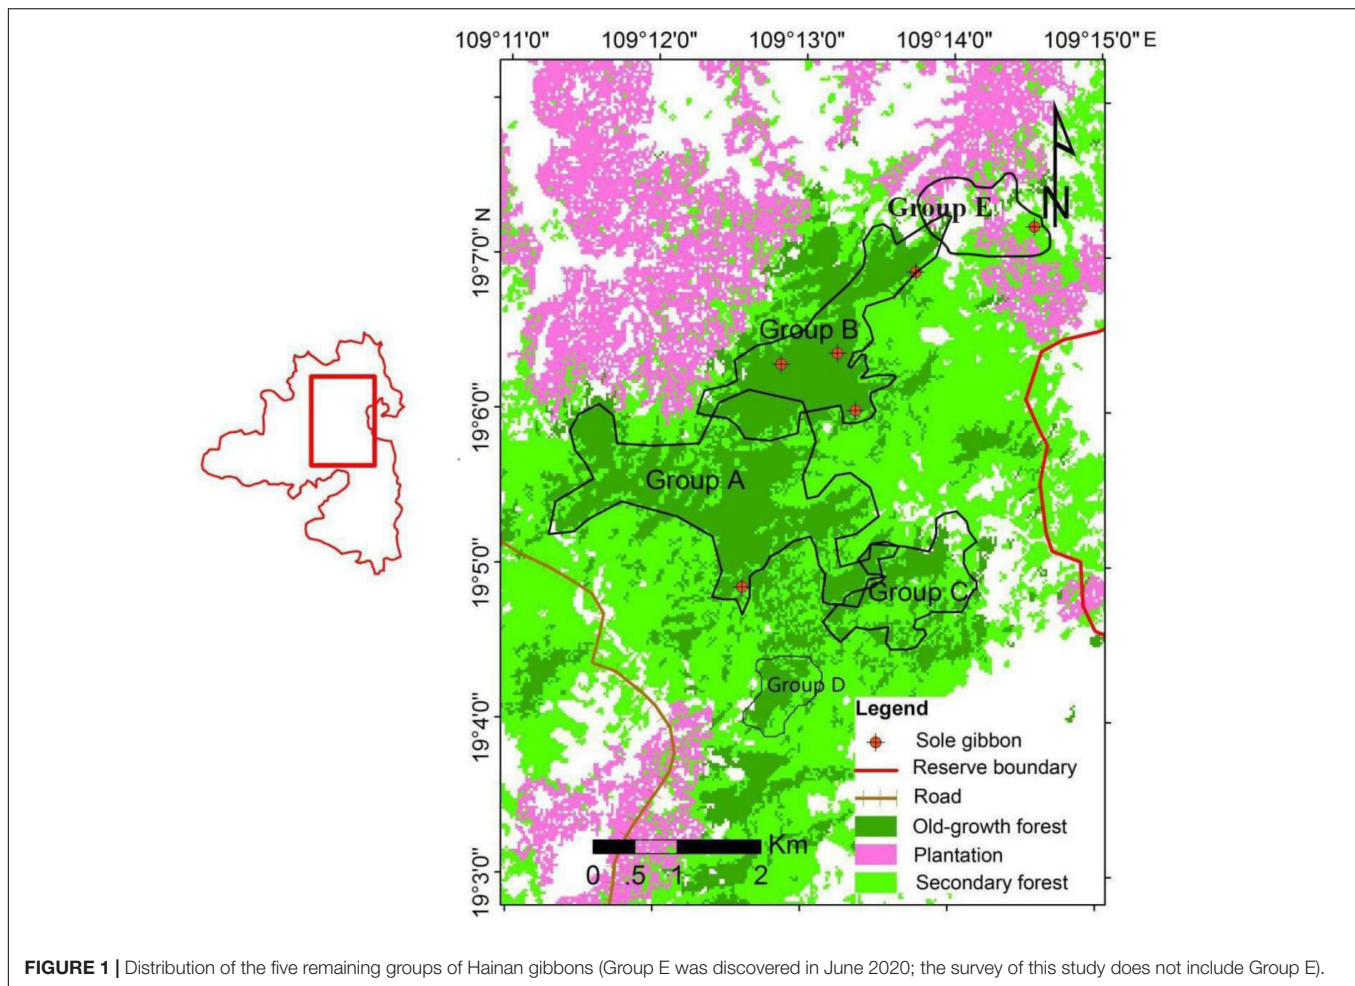 109°11'0" 109°12'0" 109°13'0" 109°14'0" 109°15'0" E
19°7'0" N
19°6'0"
19°5'0"
19°4'0"
19°3'0"
N
Group E
Group B
Group A
Group C
Group D
Legend
Sole gibbon
Reserve boundary
Road
Old-growth forest
Plantation
Secondary forest
Km
0 .5 1 2
FIGURE 1 | Distribution of the five remaining groups of Hainan gibbons (Group E was discovered in June 2020; the survey of this study does not include Group E).